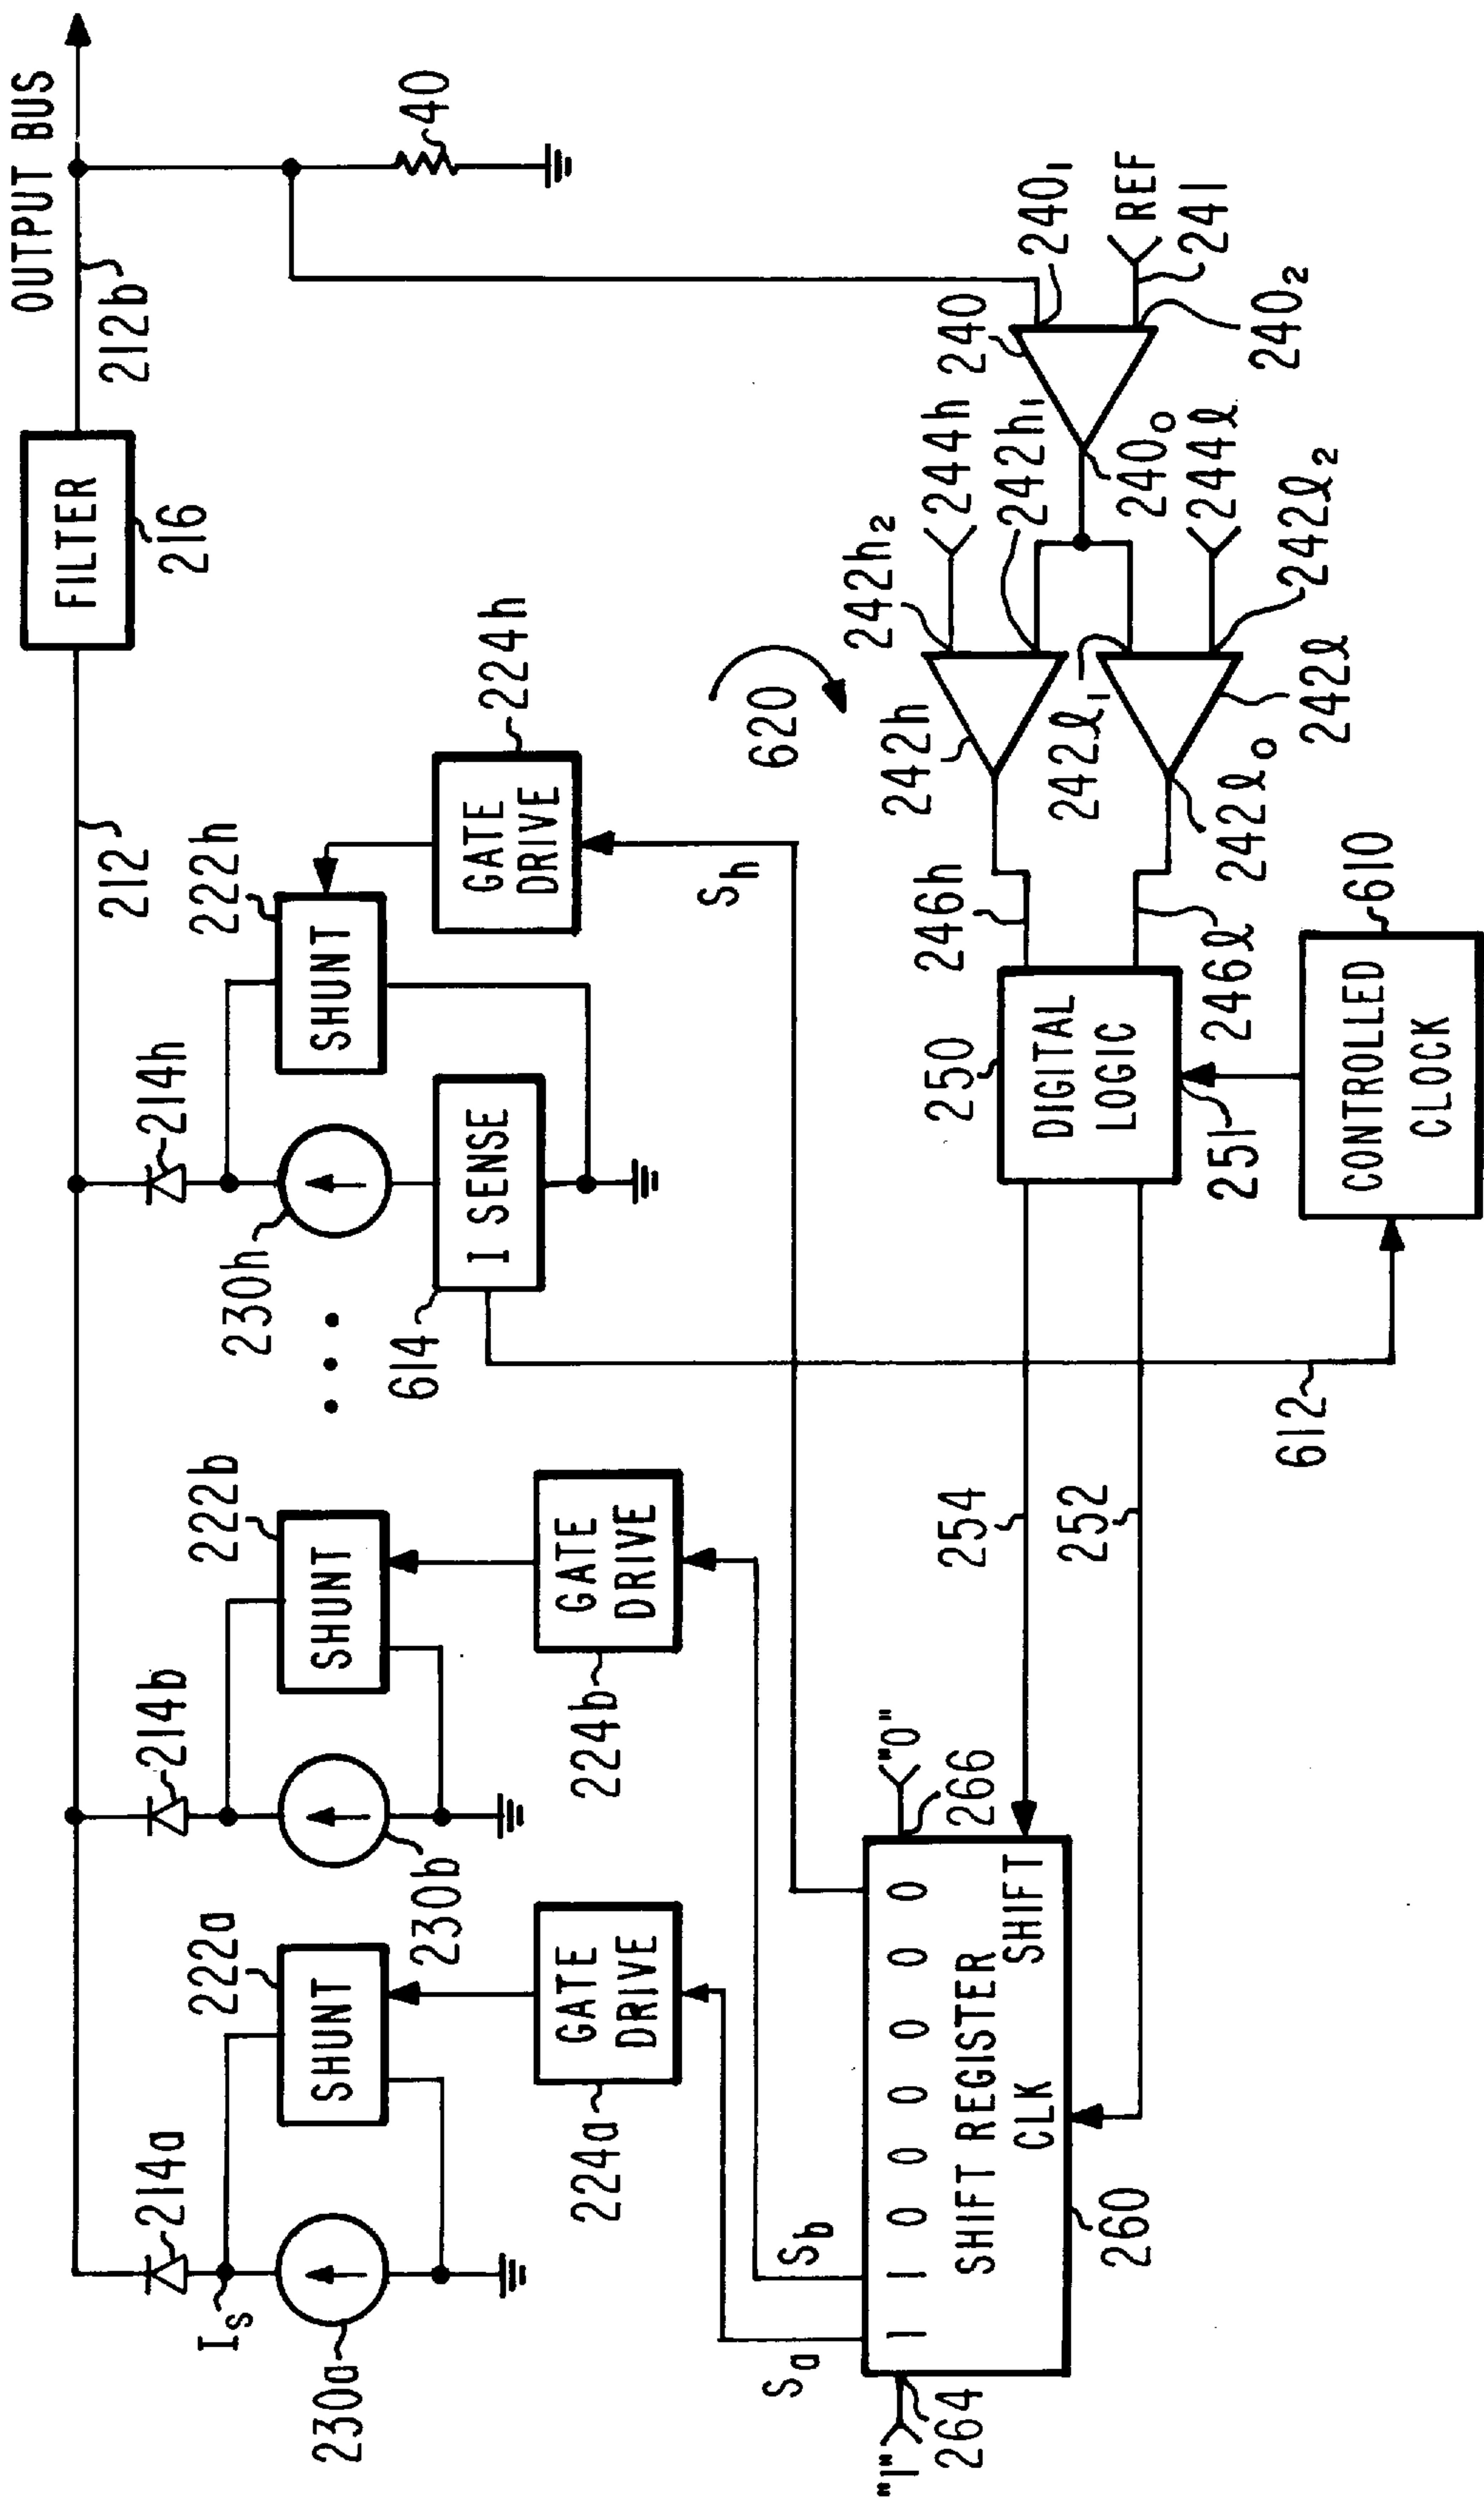 OUTPUT BUS
FILTER
216
212b
40
212
214a
214b
214h
222a
222b
222h
Is
SHUNT
SHUNT
SHUNT
224h
230a
230b
230h
• • •
I SENSE
614
GATE
DRIVE
GATE
DRIVE
GATE
DRIVE
224a
224b
620
Sa
Sb
Sh
"1"
264
1 1 0 0 0 0 0 0
SHIFT REGISTER
CLK
SHIFT
260
"0"
266
254
252
250
DIGITAL
LOGIC
251
246h
246ℓ
242h
242h₂
242h₁
244h
242ℓ₁
242ℓ₀
242ℓ
242ℓ₂
244ℓ
240
240₁
240₀
240₂
REF
241
612
CONTROLLED
CLOCK
610